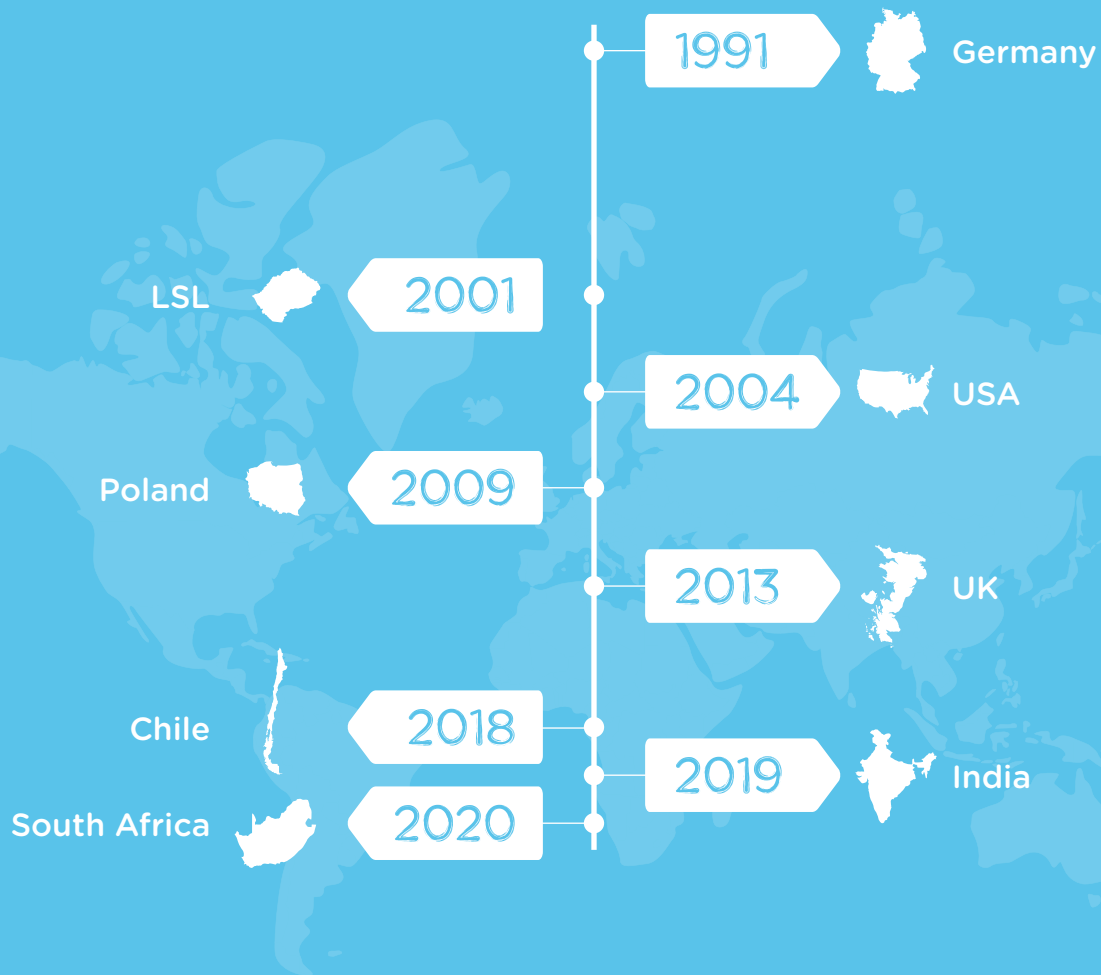 1991
Germany
LSL
2001
2004
USA
Poland
2009
2013
UK
Chile
2018
2019
India
South Africa
2020